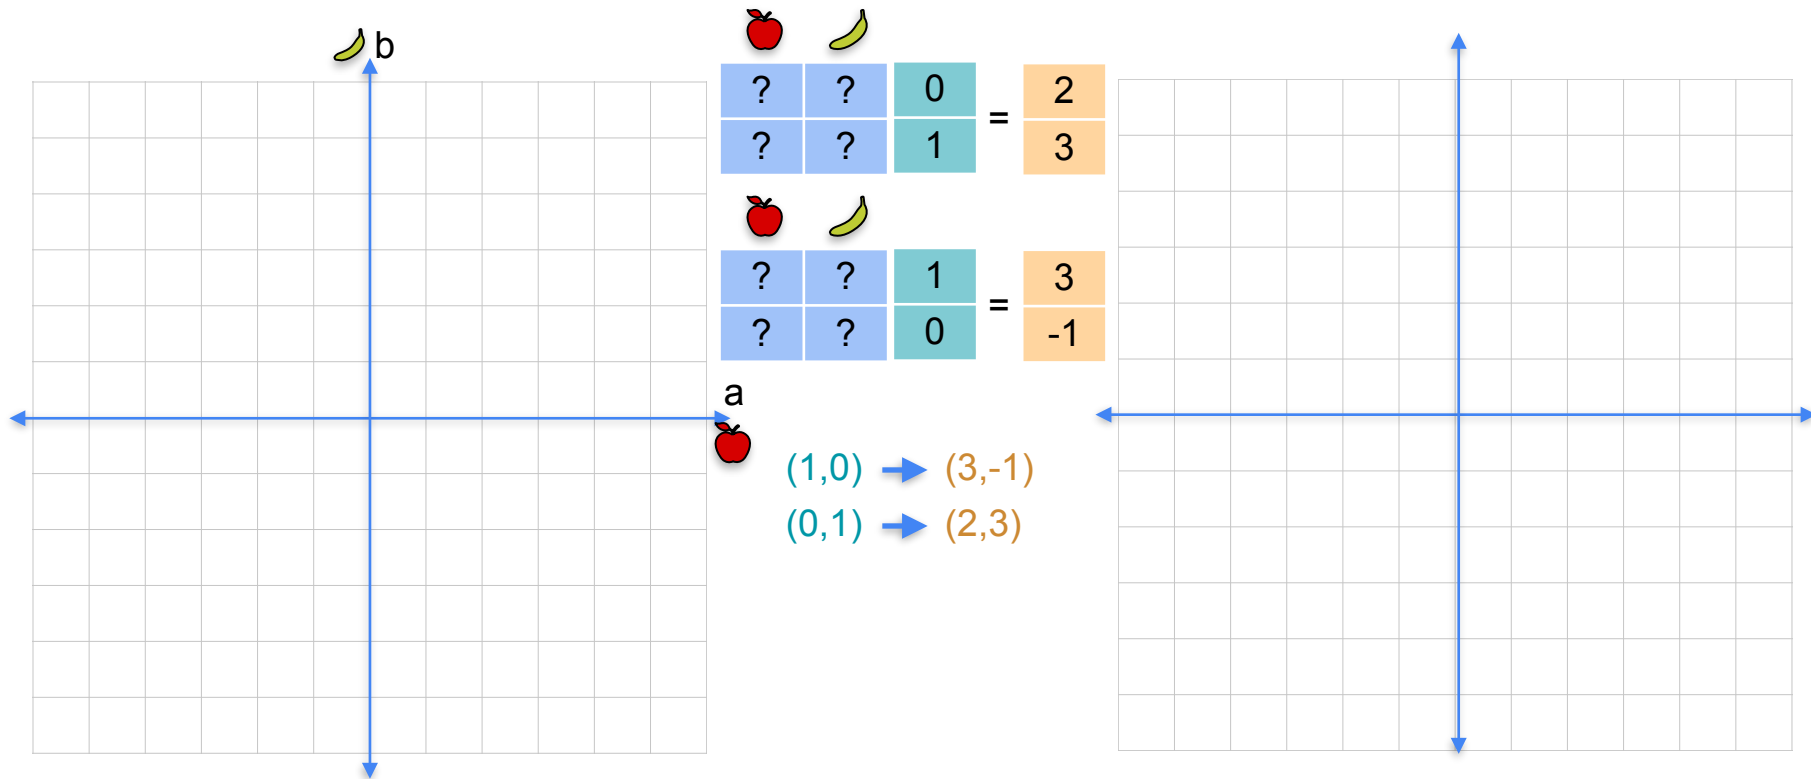 b
? ? 0 = 2
? ? 1 3
? ? 1 = 3
? ? 0 -1
a
(1,0) (3,-1)
(0,1) (2,3)